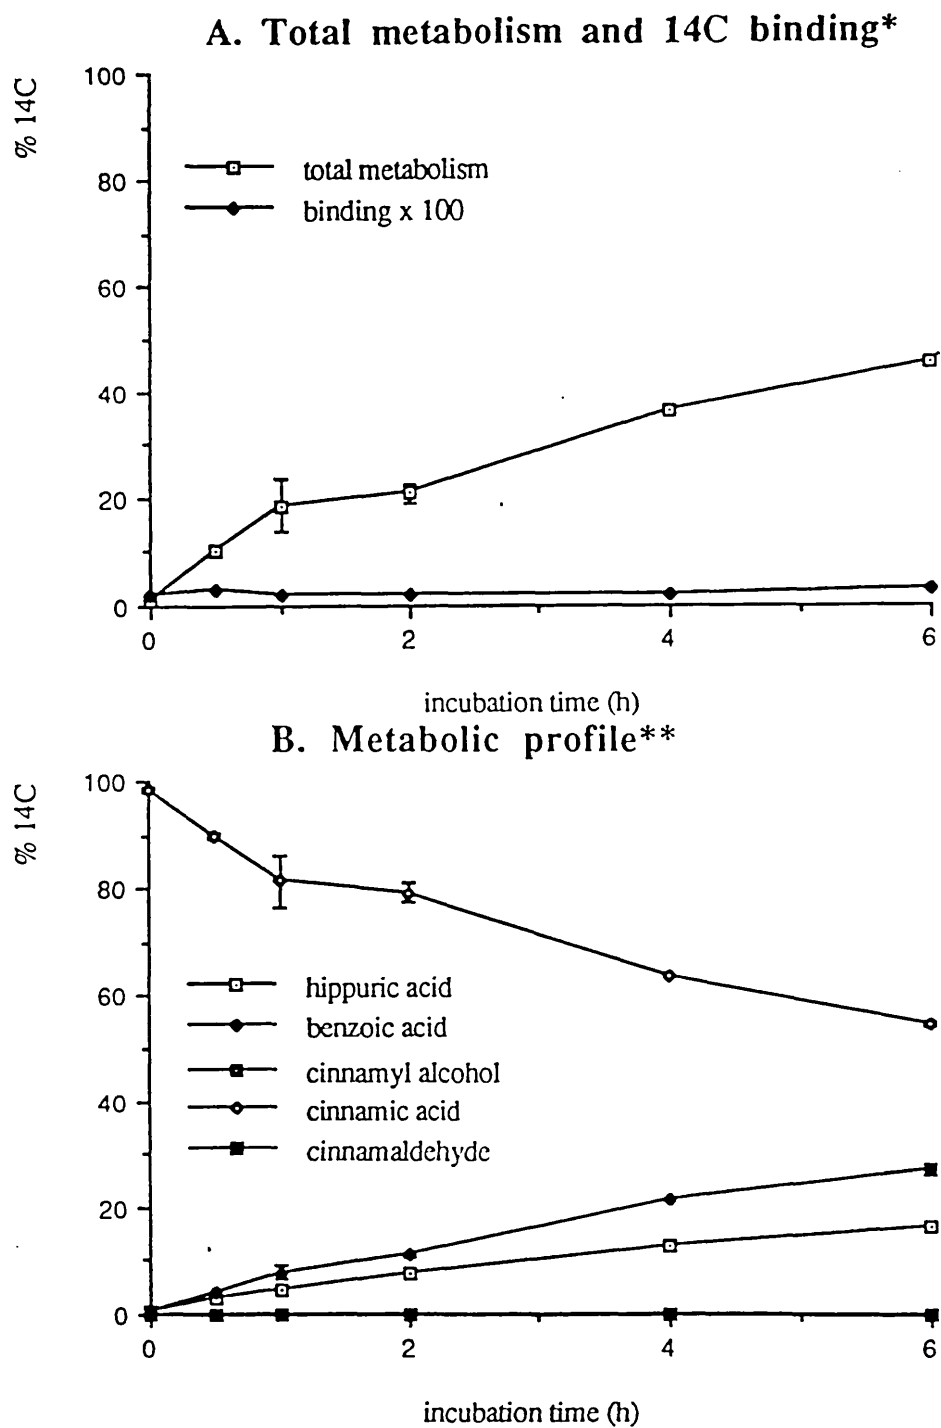 A. Total metabolism and 14C binding*
% 14C
100
80
60
40
20
0
total metabolism
binding x 100
0 2 4 6
incubation time (h)
B. Metabolic profile**
% 14C
100
80
60
40
20
0
hippuric acid
benzoic acid
cinnamyl alcohol
cinnamic acid
cinnamaldehyde
0 2 4 6
incubation time (h)